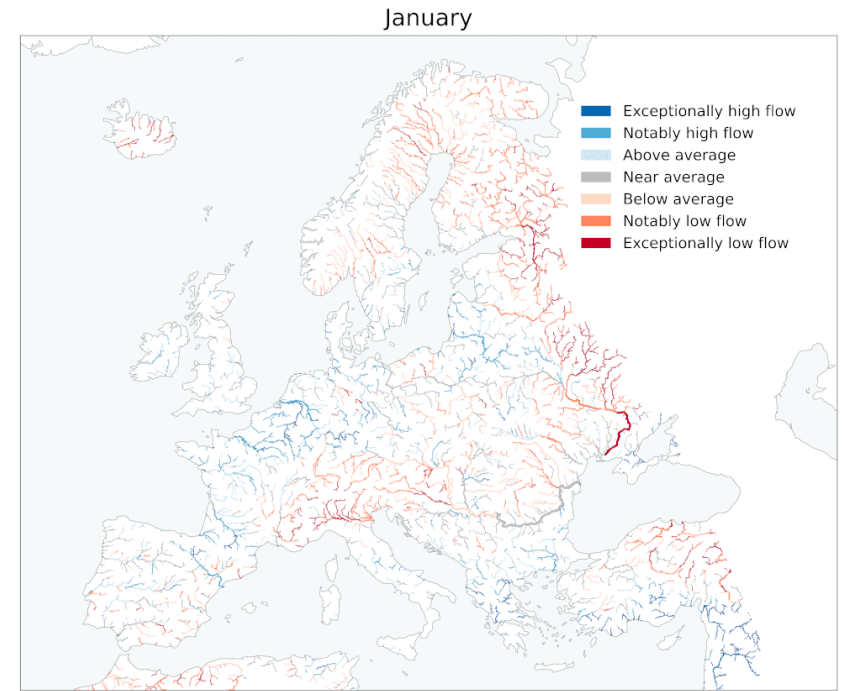 January
Exceptionally high flow
Notably high flow
Above average
Near average
Below average
Notably low flow
Exceptionally low flow